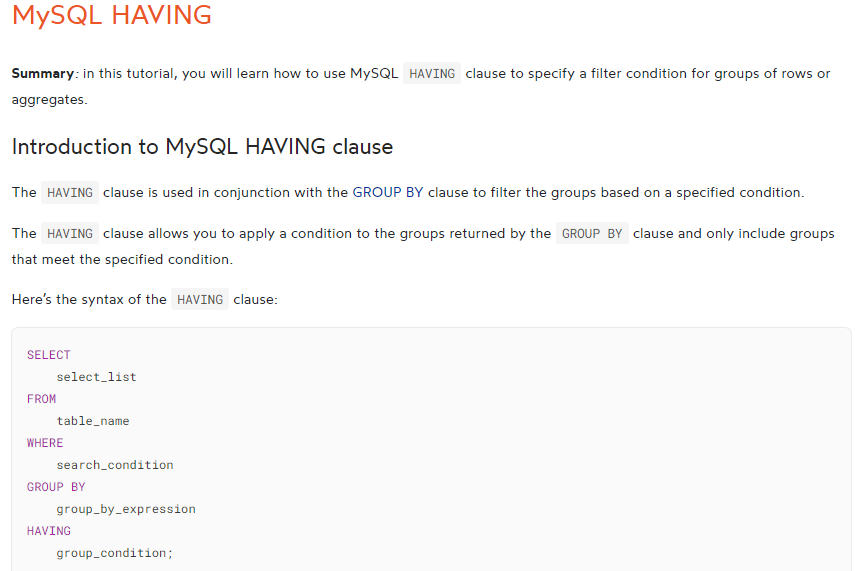 MySQL HAVING
Summary: in this tutorial, you will learn how to use MySQL HAVING clause to specify a filter condition for groups of rows or
aggregates.
Introduction to MySQL HAVING clause
The HAVING clause is used in conjunction with the GROUP BY clause to filter the groups based on a specified condition.
The HAVING clause allows you to apply a condition to the groups returned by the GROUP BY clause and only include groups
that meet the specified condition.
Here’s the syntax of the HAVING clause:
SELECT
    select_list
FROM
    table_name
WHERE
    search_condition
GROUP BY
    group_by_expression
HAVING
    group_condition;